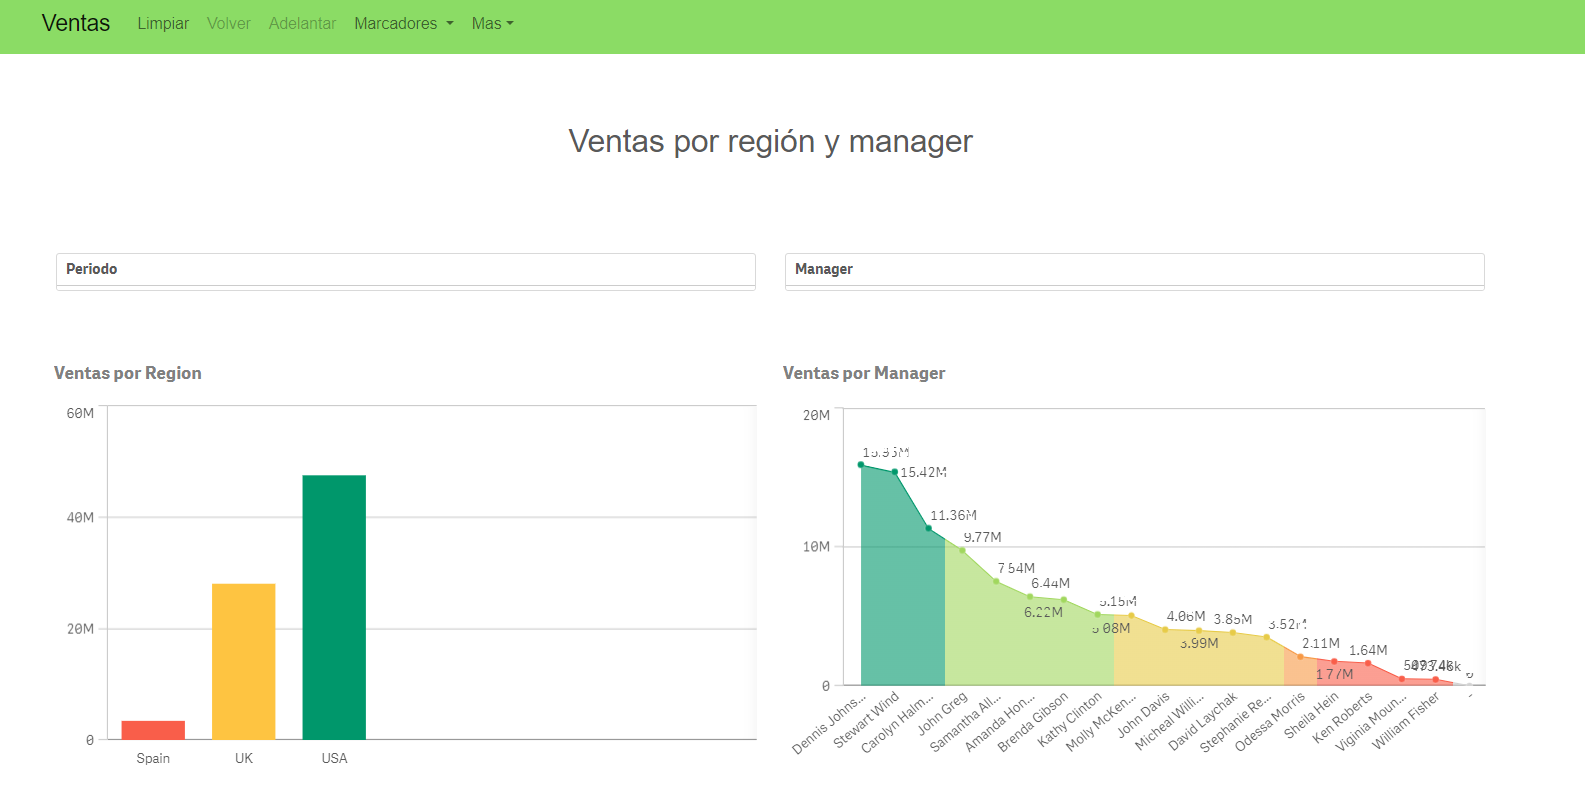 Ventas Limpiar Volver Adelantar Marcadores Mas
Ventas por región y manager
Periodo
Manager
Ventas por Region
60M
40M
20M
0
Spain UK USA
Ventas por Manager
20M
10M
0
15.95M
15.42M
11.36M
9.77M
7.54M
6.44M
6.22M
5.15M
5.08M
4.06M
3.99M
3.85M
3.52M
2.11M
1.77M
1.64M
473.46k
0
Dennis Johns...
Stewart Wind
Carolyn Halm...
John Greg
Samantha All...
Amanda Hon...
Brenda Gibson
Kathy Clinton
Molly McKen...
John Davis
Micheal Willi...
David Laychak
Stephanie Re...
Odessa Morris
Sheila Hein
Ken Roberts
Viginia Moun...
William Fisher
-